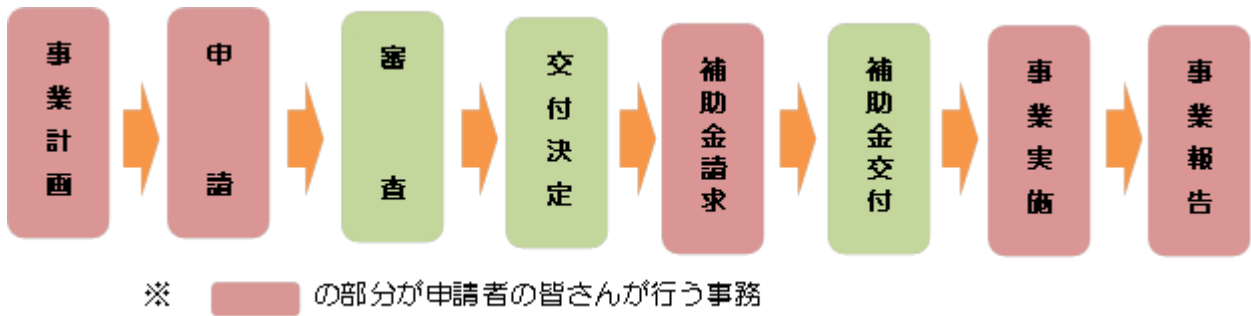 事業計画
申請
審査
交付決定
補助金請求
補助金交付
事業実施
事業報告
※ の部分が申請者の皆さんが行う事務